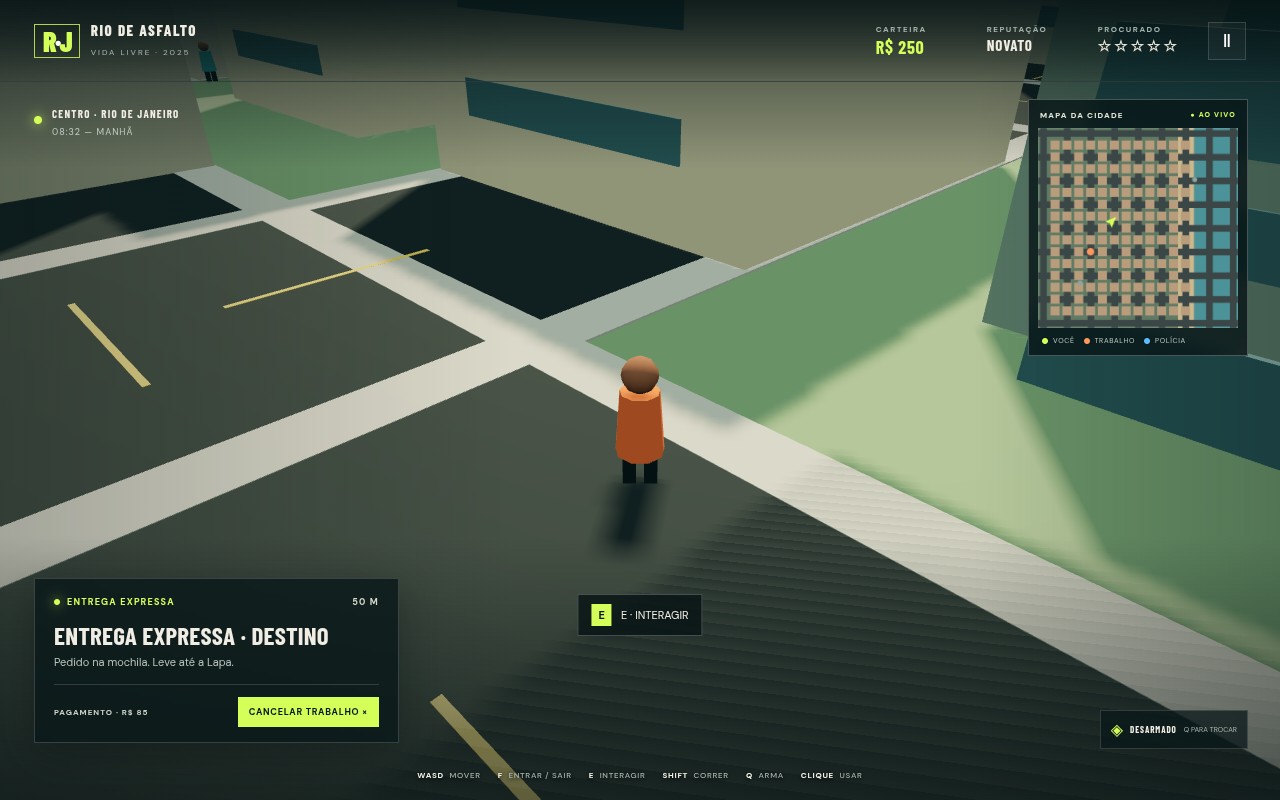 RJ
RIO DE ASFALTO
VIDA LIVRE · 2025
CARTEIRA
R$ 250
REPUTAÇÃO
NOVATO
PROCURADO
☆☆☆☆☆
CENTRO · RIO DE JANEIRO
08:32 — MANHÃ
MAPA DA CIDADE
• AO VIVO
VOCÊ
TRABALHO
POLÍCIA
ENTREGA EXPRESSA
50 M
ENTREGA EXPRESSA · DESTINO
Pedido na mochila. Leve até a Lapa.
PAGAMENTO · R$ 85
CANCELAR TRABALHO ×
E
E · INTERAGIR
DESARMADO
Q PARA TROCAR
WASD MOVER F ENTRAR / SAIR E INTERAGIR SHIFT CORRER Q ARMA CLIQUE USAR